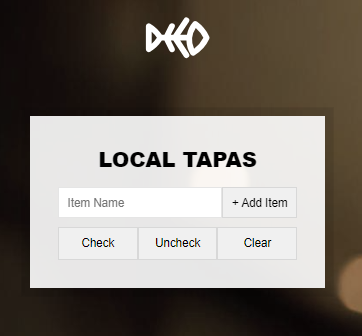 LOCAL TAPAS
Item Name
+ Add Item
Check
Uncheck
Clear